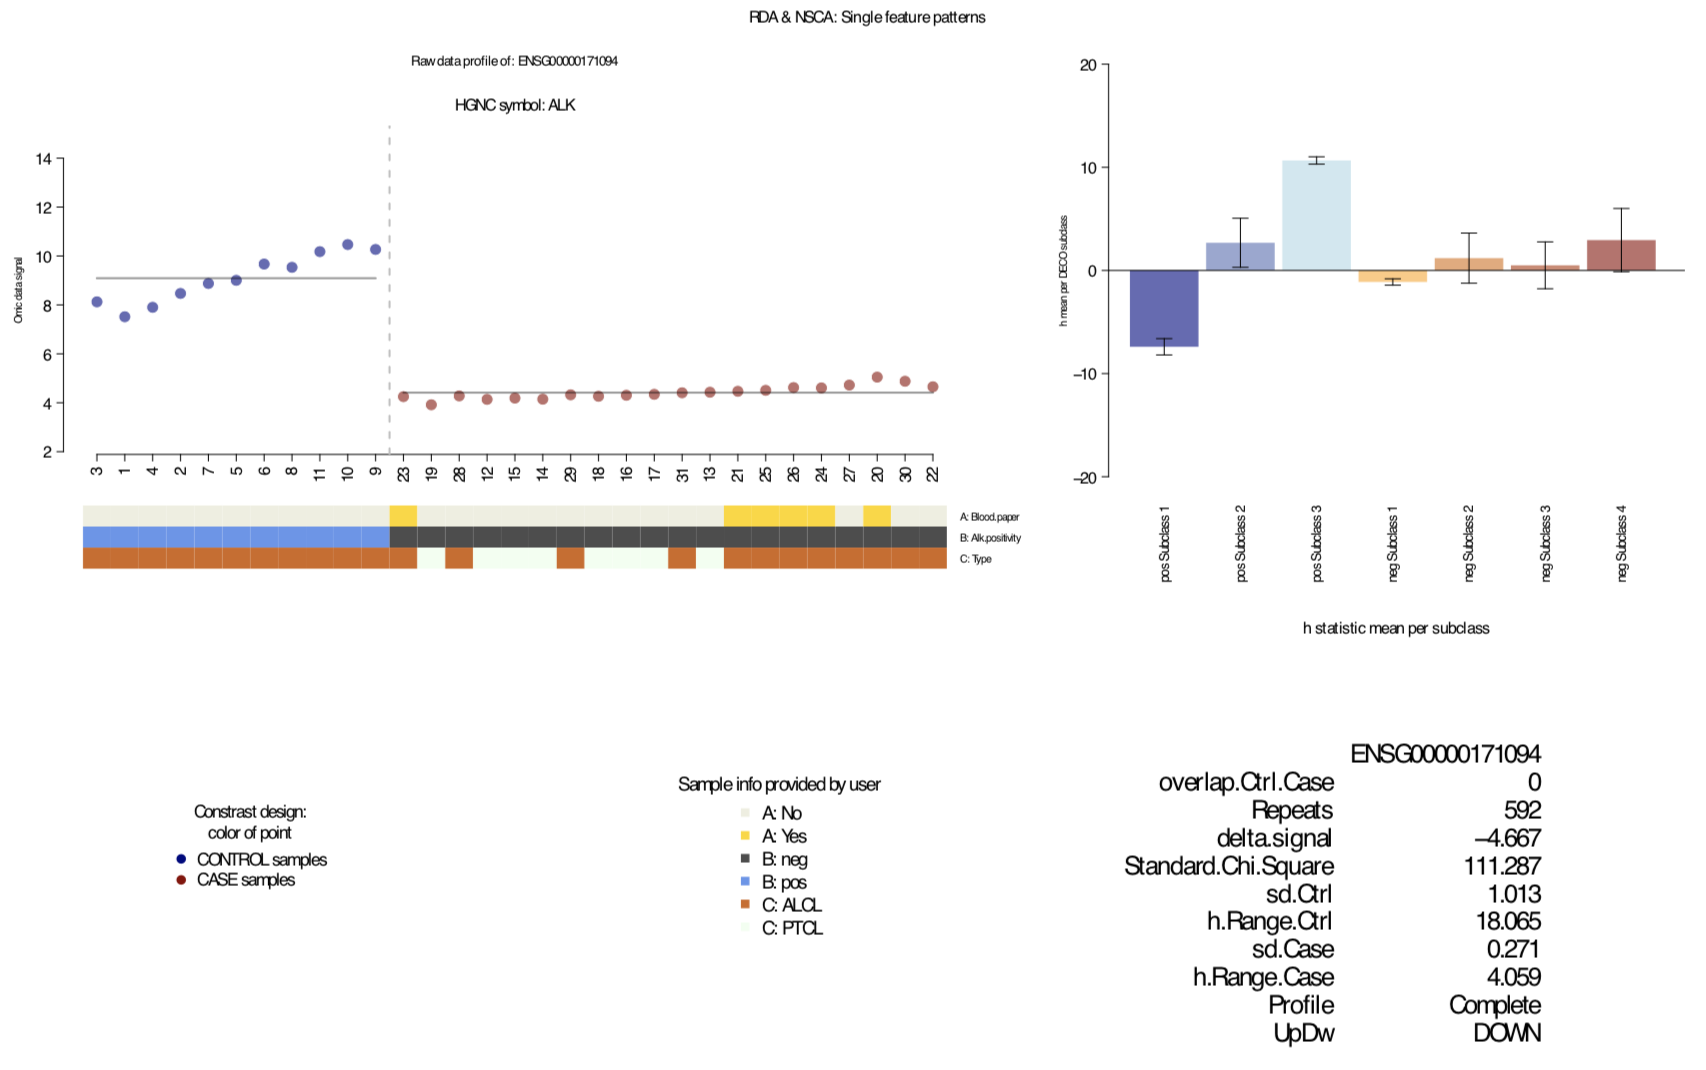 RDA & NSCA: Single feature patterns
Raw data profile of: ENSG00000171094
HGNC symbol: ALK
Omic data signal
14
12
10
8
6
4
2
3 1 4 2 7 5 6 8 11 10 9 23 19 28 12 15 14 29 18 16 17 31 13 21 25 26 24 27 20 30 22
A: Blood.paper
B: Alk.positivity
C: Type
h mean per DECO subclass
20
10
0
−10
−20
pos Subclass 1
pos Subclass 2
pos Subclass 3
neg Subclass 1
neg Subclass 2
neg Subclass 3
neg Subclass 4
h statistic mean per subclass
Constrast design:
color of point
CONTROL samples
CASE samples
Sample info provided by user
A: No
A: Yes
B: neg
B: pos
C: ALCL
C: PTCL
ENSG00000171094
overlap.Ctrl.Case 0
Repeats 592
delta.signal −4.667
Standard.Chi.Square 111.287
sd.Ctrl 1.013
h.Range.Ctrl 18.065
sd.Case 0.271
h.Range.Case 4.059
Profile Complete
UpDw DOWN